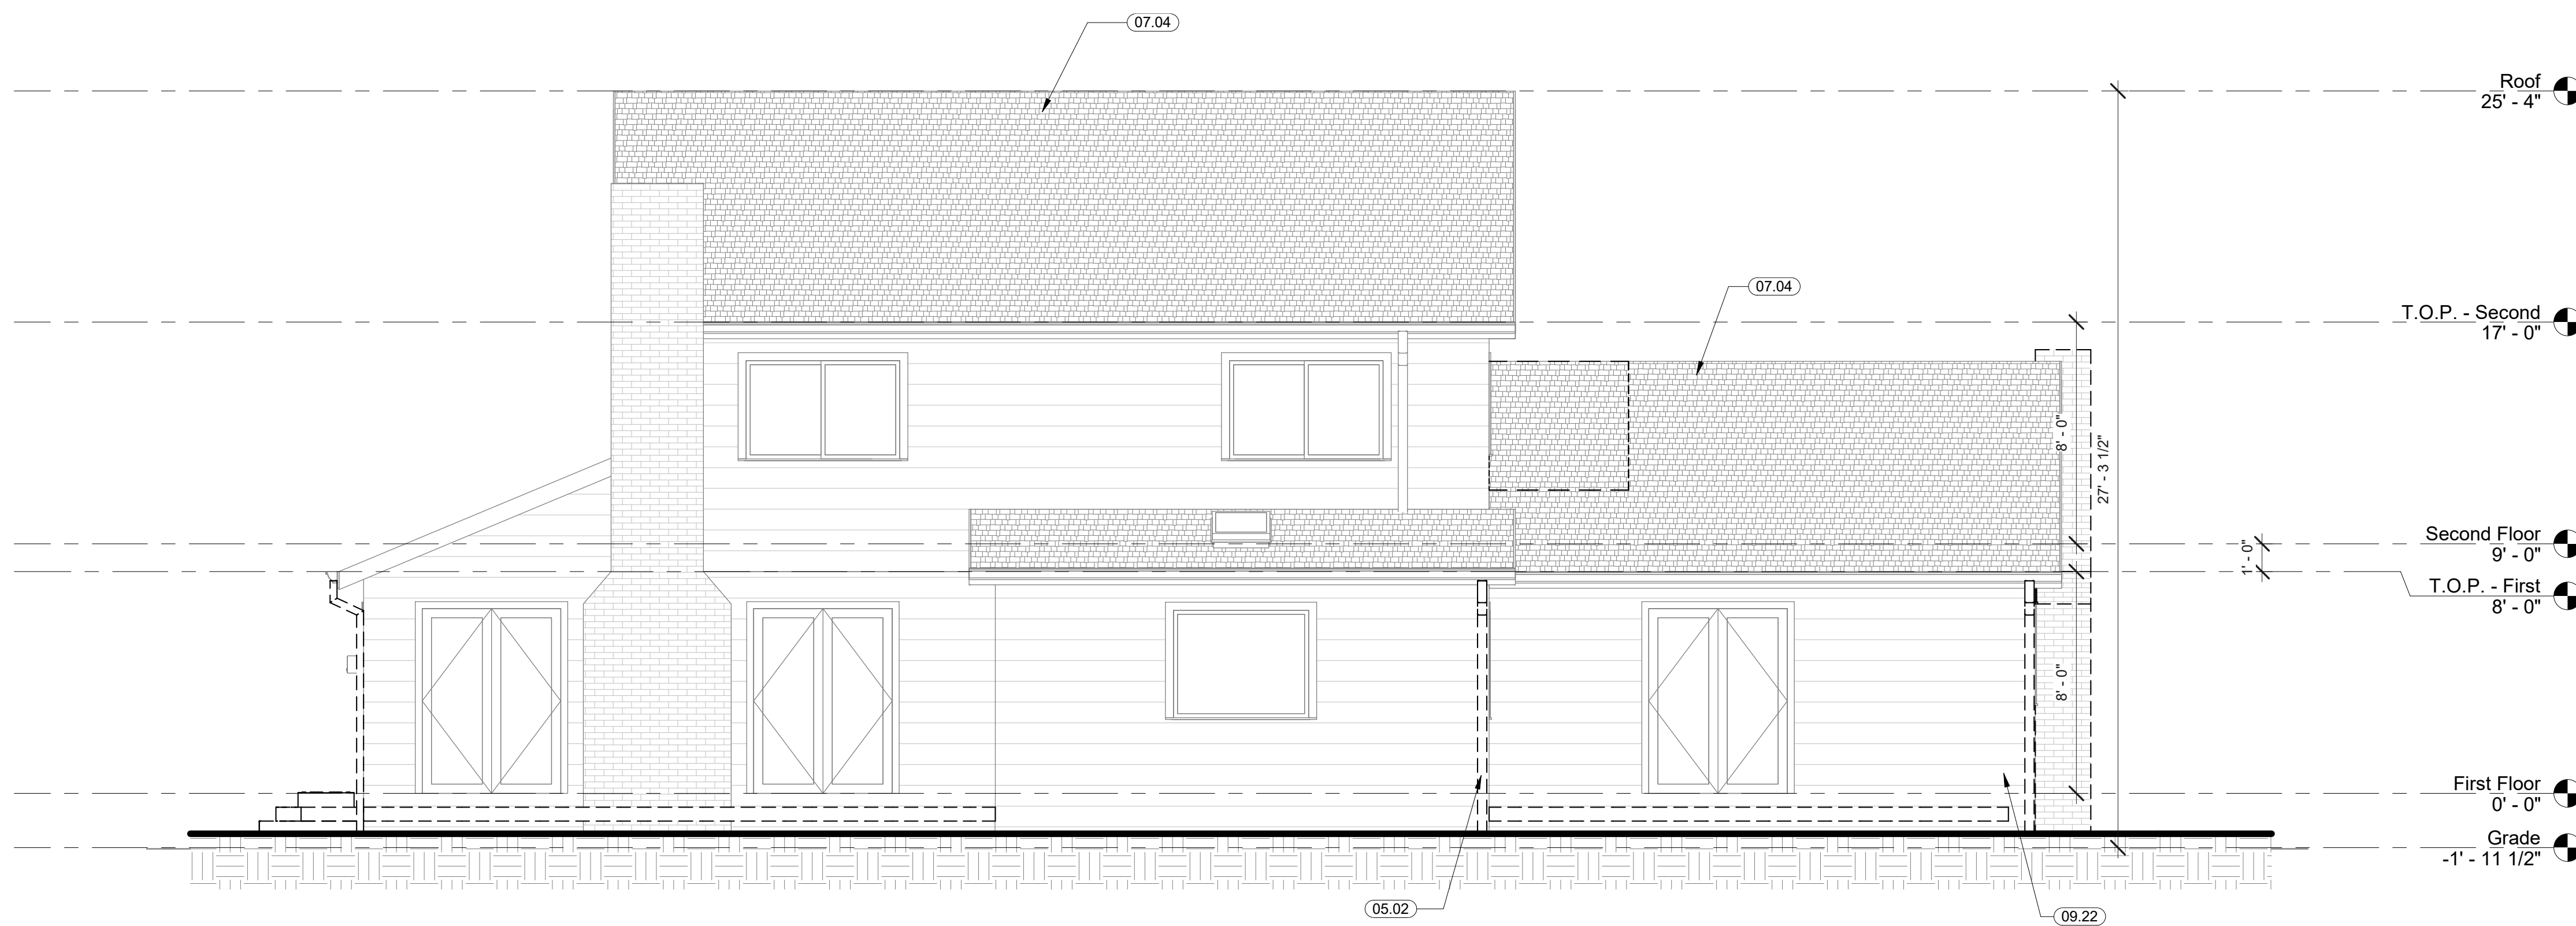 07.04
Roof
25' - 4"
07.04
T.O.P. - Second
17' - 0"
8' - 0"
27' - 3 1/2"
Second Floor
9' - 0"
1' - 0"
T.O.P. - First
8' - 0"
8' - 0"
First Floor
0' - 0"
Grade
-1' - 11 1/2"
05.02
09.22